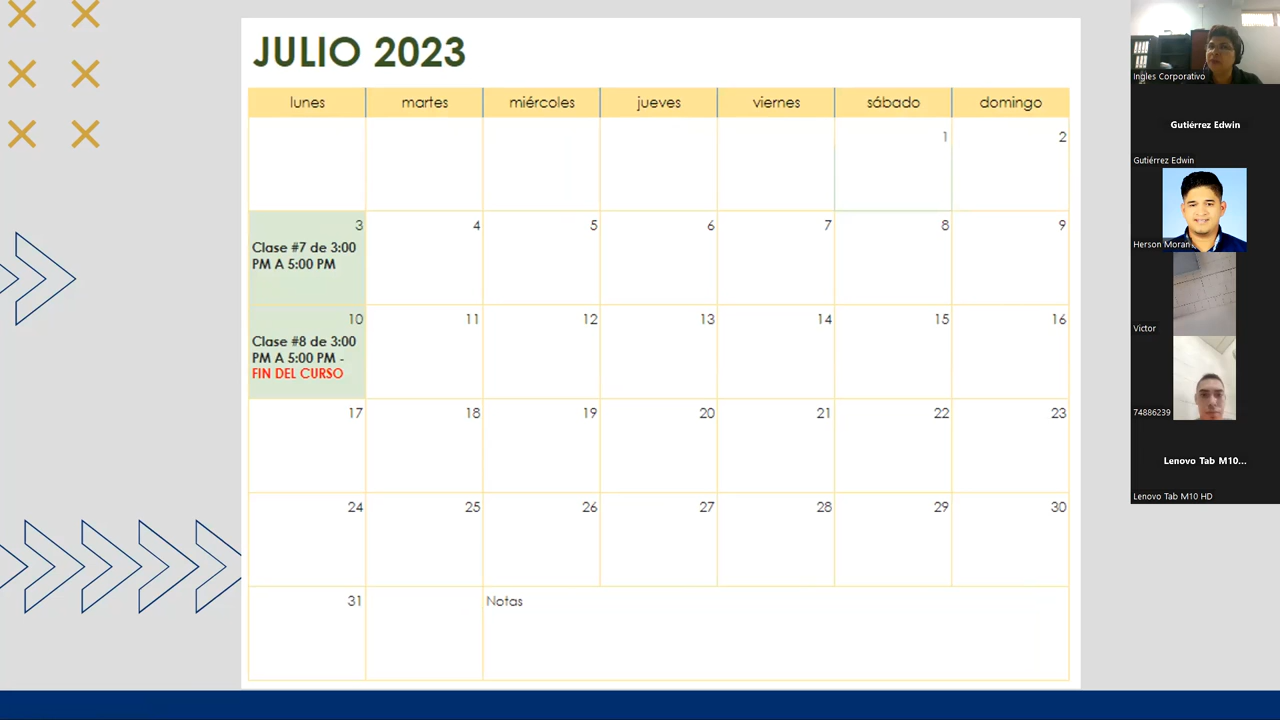 JULIO 2023
lunes martes miércoles jueves viernes sábado domingo
1 2
3 4 5 6 7 8 9
Clase #7 de 3:00
PM A 5:00 PM
10 11 12 13 14 15 16
Clase #8 de 3:00
PM A 5:00 PM -
FIN DEL CURSO
17 18 19 20 21 22 23
24 25 26 27 28 29 30
31 Notas
Ingles Corporativo
Gutiérrez Edwin
Gutiérrez Edwin
Herson Moran
Victor
74886239
Lenovo Tab M10...
Lenovo Tab M10 HD